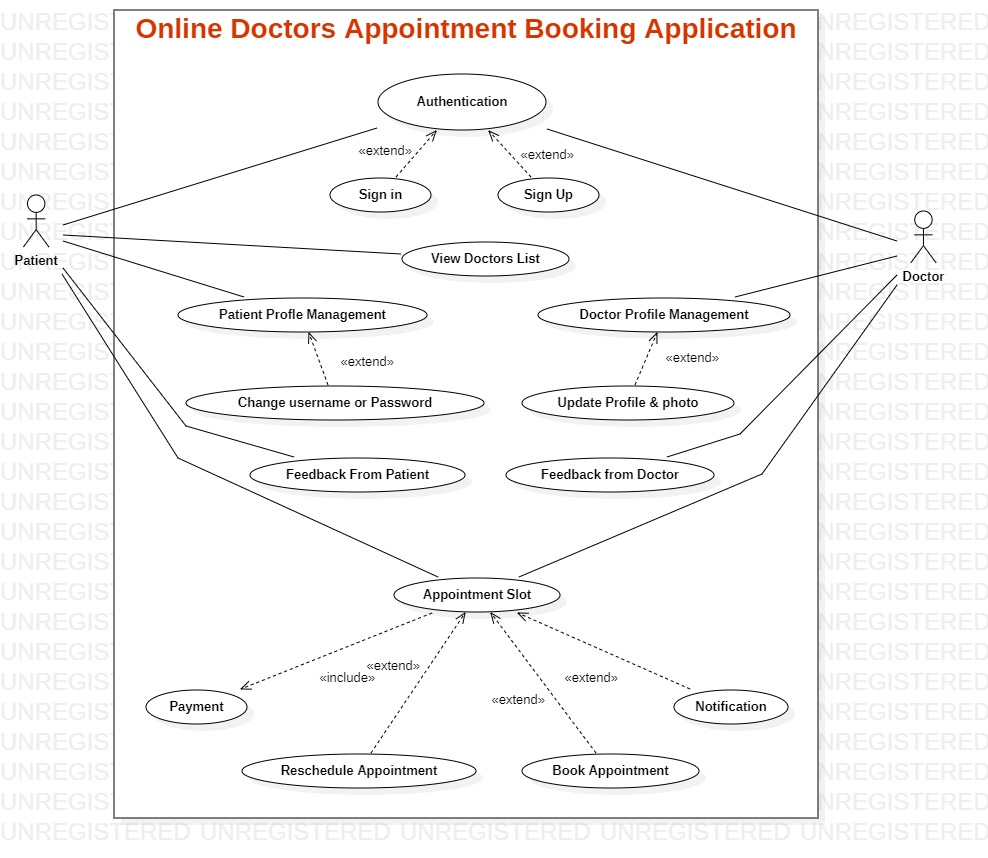 Online Doctors Appointment Booking Application
Authentication
«extend»
«extend»
Sign in
Sign Up
Patient
View Doctors List
Doctor
Patient Profle Management
Doctor Profile Management
«extend»
«extend»
Change username or Password
Update Profile & photo
Feedback From Patient
Feedback from Doctor
Appointment Slot
«extend»
«include»
«extend»
«extend»
Payment
Notification
Reschedule Appointment
Book Appointment
UNREGISTERED UNREGISTERED UNREGISTERED UNREGISTERED UNREGISTERED